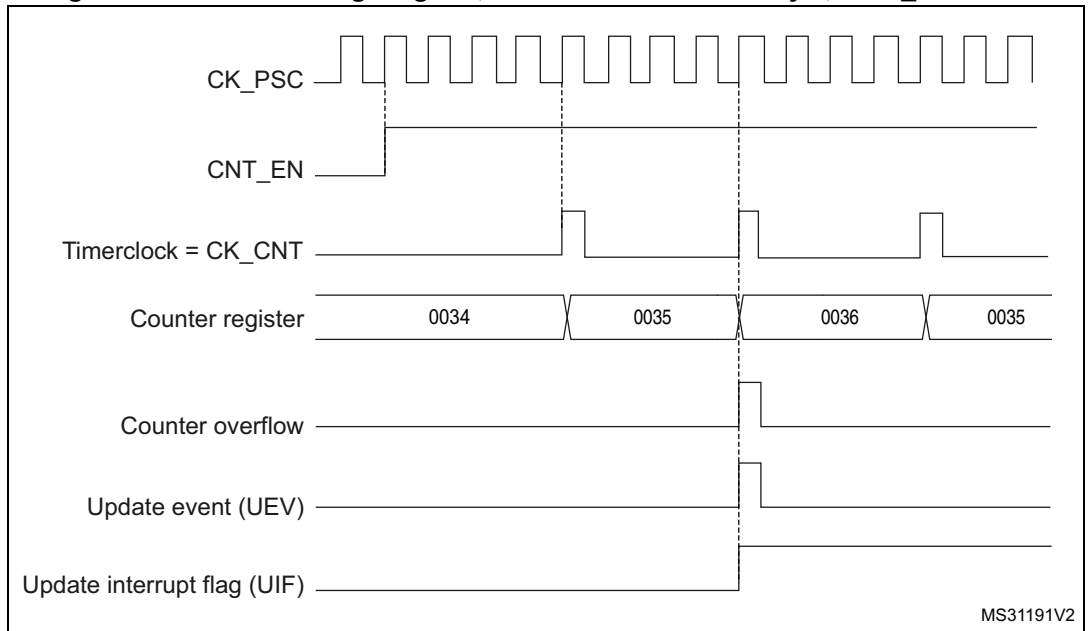 CK_PSC
CNT_EN
Timerclock = CK_CNT
Counter register 0034 0035 0036 0035
Counter overflow
Update event (UEV)
Update interrupt flag (UIF)
MS31191V2